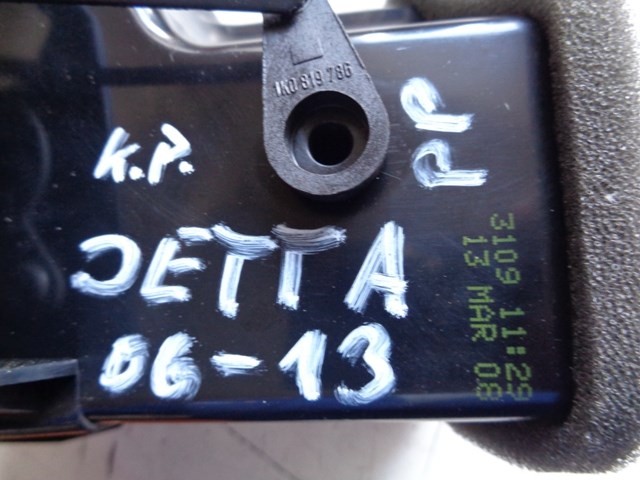 1K0 819 786
K.P.
PP
JETTA
06-13
3109 11:29
13 MAR 08